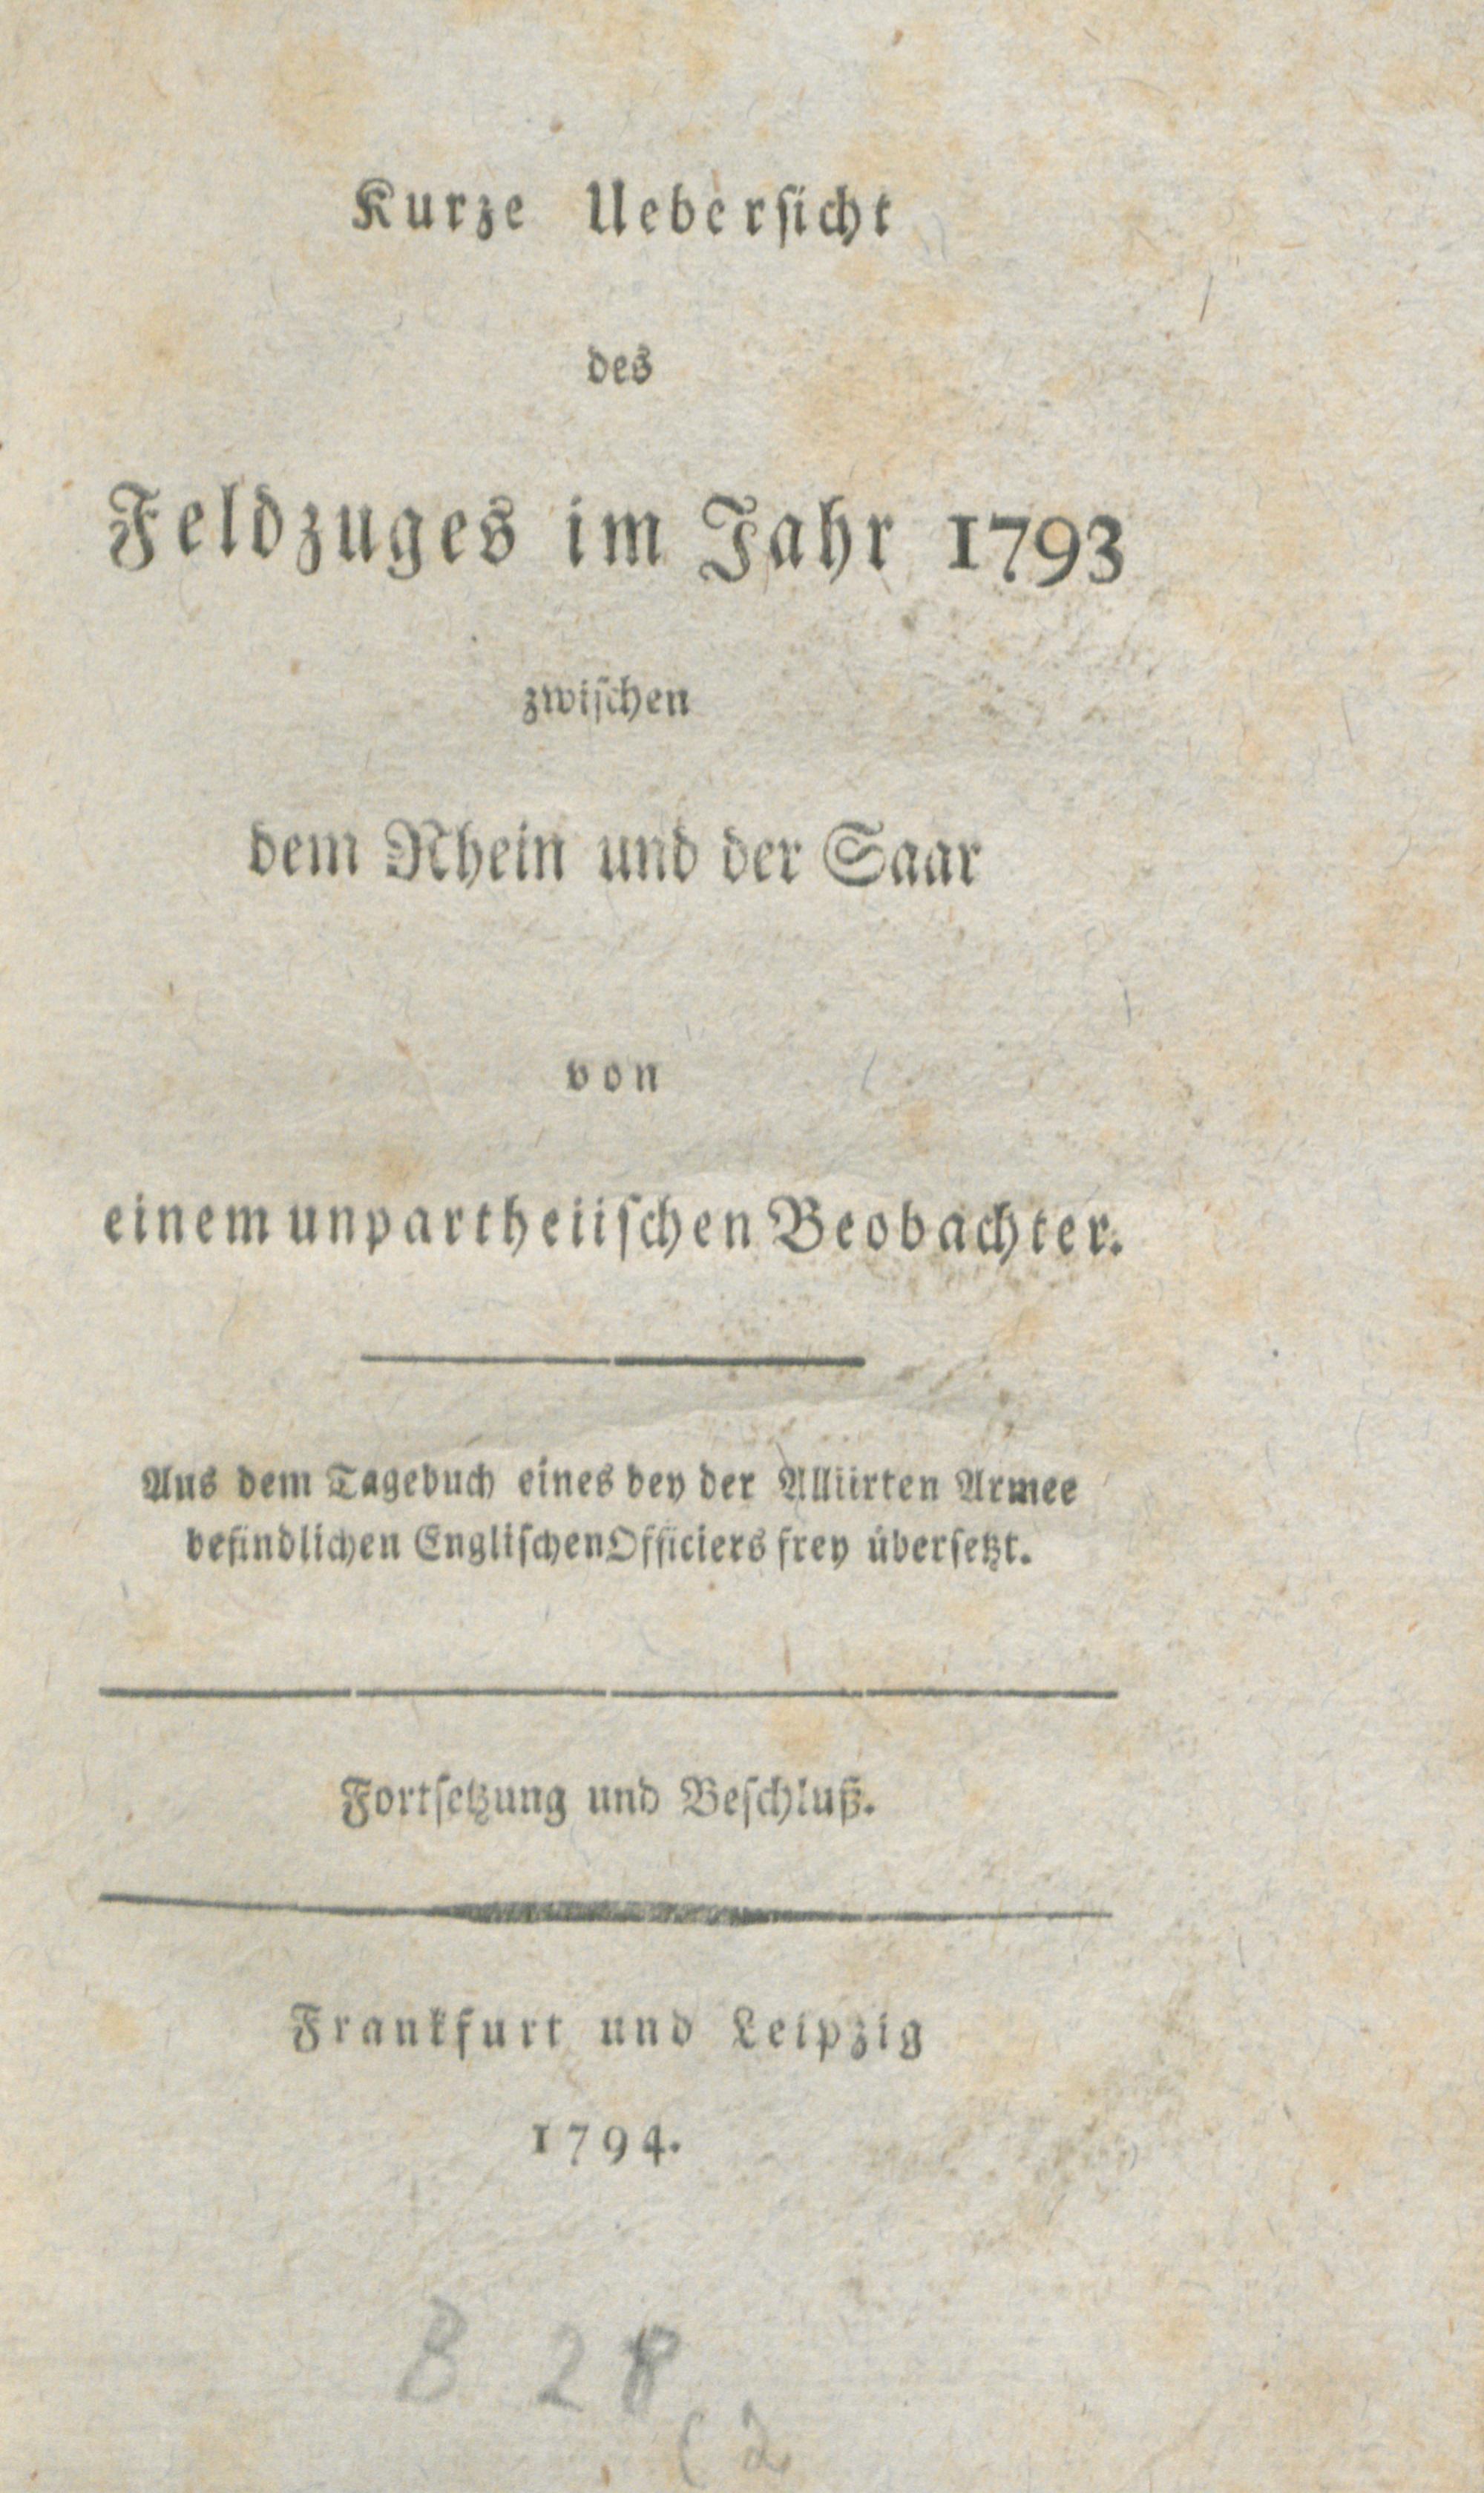 Kurze Uebersicht
des
Feldzuges im Jahr 1793
zwischen
dem Rhein und der Saar
von
einem unpartheiischen Beobachter.
Aus dem Tagebuch eines bey der Alliirten Armee
befindlichen Englischen Officiers frey übersetzt.
Fortsetzung und Beschluß.
Frankfurt und Leipzig
1794.
B 28
(2